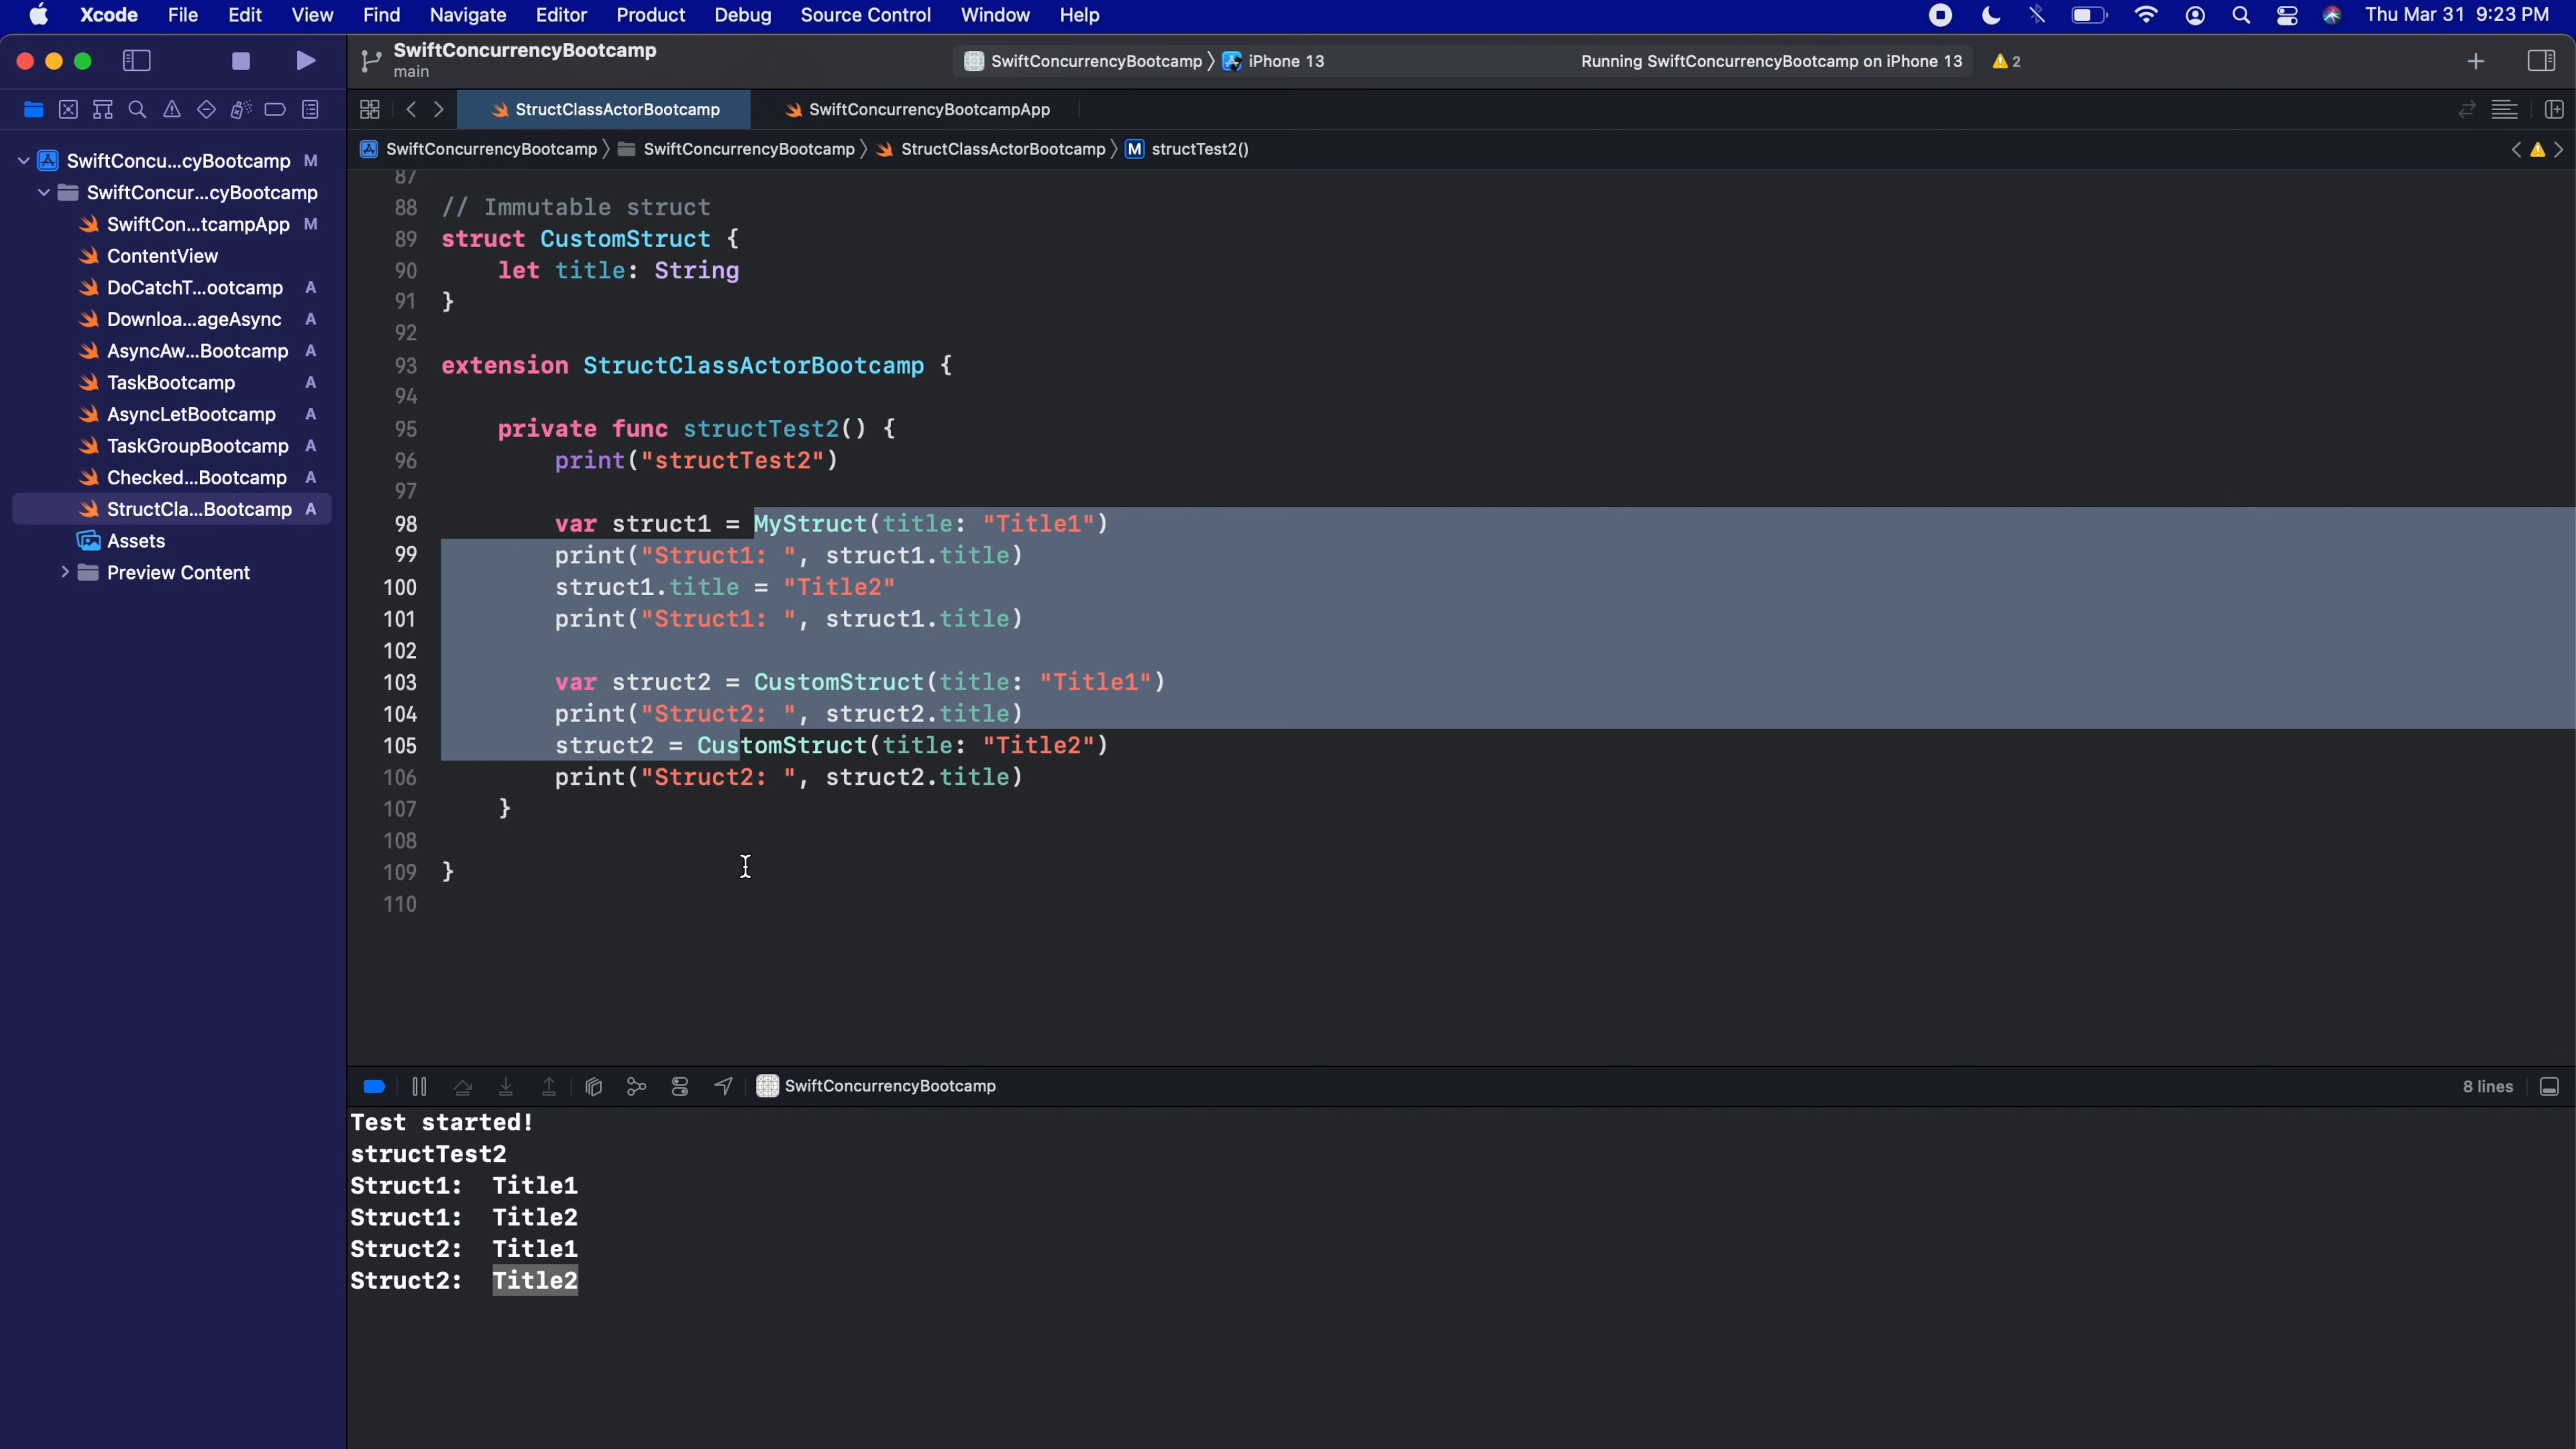 Xcode File Edit View Find Navigate Editor Product Debug Source Control Window Help Thu Mar 31 9:23 PM
SwiftConcurrencyBootcamp
main
SwiftConcurrencyBootcamp iPhone 13 Running SwiftConcurrencyBootcamp on iPhone 13 2
StructClassActorBootcamp SwiftConcurrencyBootcampApp
SwiftConcurrencyBootcamp SwiftConcurrencyBootcamp StructClassActorBootcamp M structTest2()
SwiftConcu...cyBootcamp M
SwiftConcur...cyBootcamp
SwiftCon...tcampApp M
ContentView
DoCatchT...ootcamp A
Downloa...ageAsync A
AsyncAw...Bootcamp A
TaskBootcamp A
AsyncLetBootcamp A
TaskGroupBootcamp A
Checked...Bootcamp A
StructCla...Bootcamp A
Assets
Preview Content
87
88 // Immutable struct
89 struct CustomStruct {
90 let title: String
91 }
92
93 extension StructClassActorBootcamp {
94
95 private func structTest2() {
96 print("structTest2")
97
98 var struct1 = MyStruct(title: "Title1")
99 print("Struct1: ", struct1.title)
100 struct1.title = "Title2"
101 print("Struct1: ", struct1.title)
102
103 var struct2 = CustomStruct(title: "Title1")
104 print("Struct2: ", struct2.title)
105 struct2 = CustomStruct(title: "Title2")
106 print("Struct2: ", struct2.title)
107 }
108
109 }
110
SwiftConcurrencyBootcamp 8 lines
Test started!
structTest2
Struct1:  Title1
Struct1:  Title2
Struct2:  Title1
Struct2:  Title2